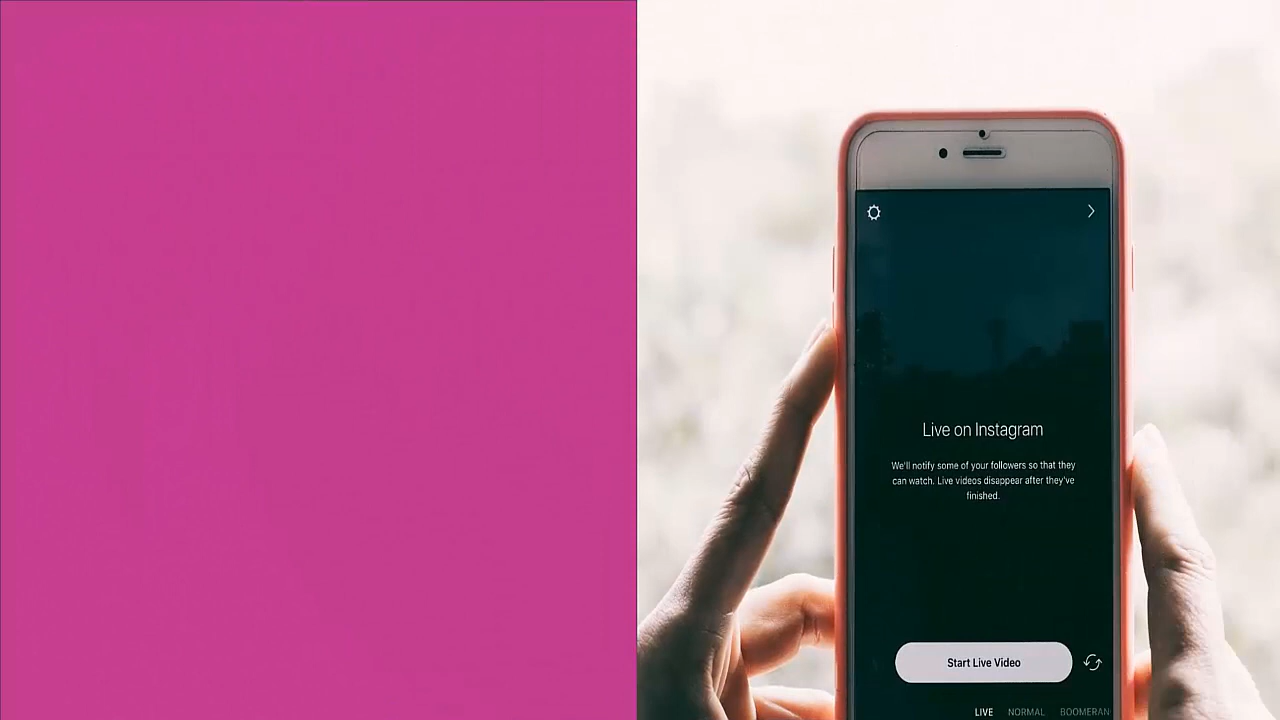 Live on Instagram
We'll notify some of your followers so that they
can watch. Live videos disappear after they've
finished.
Start Live Video
LIVE NORMAL BOOMERAN